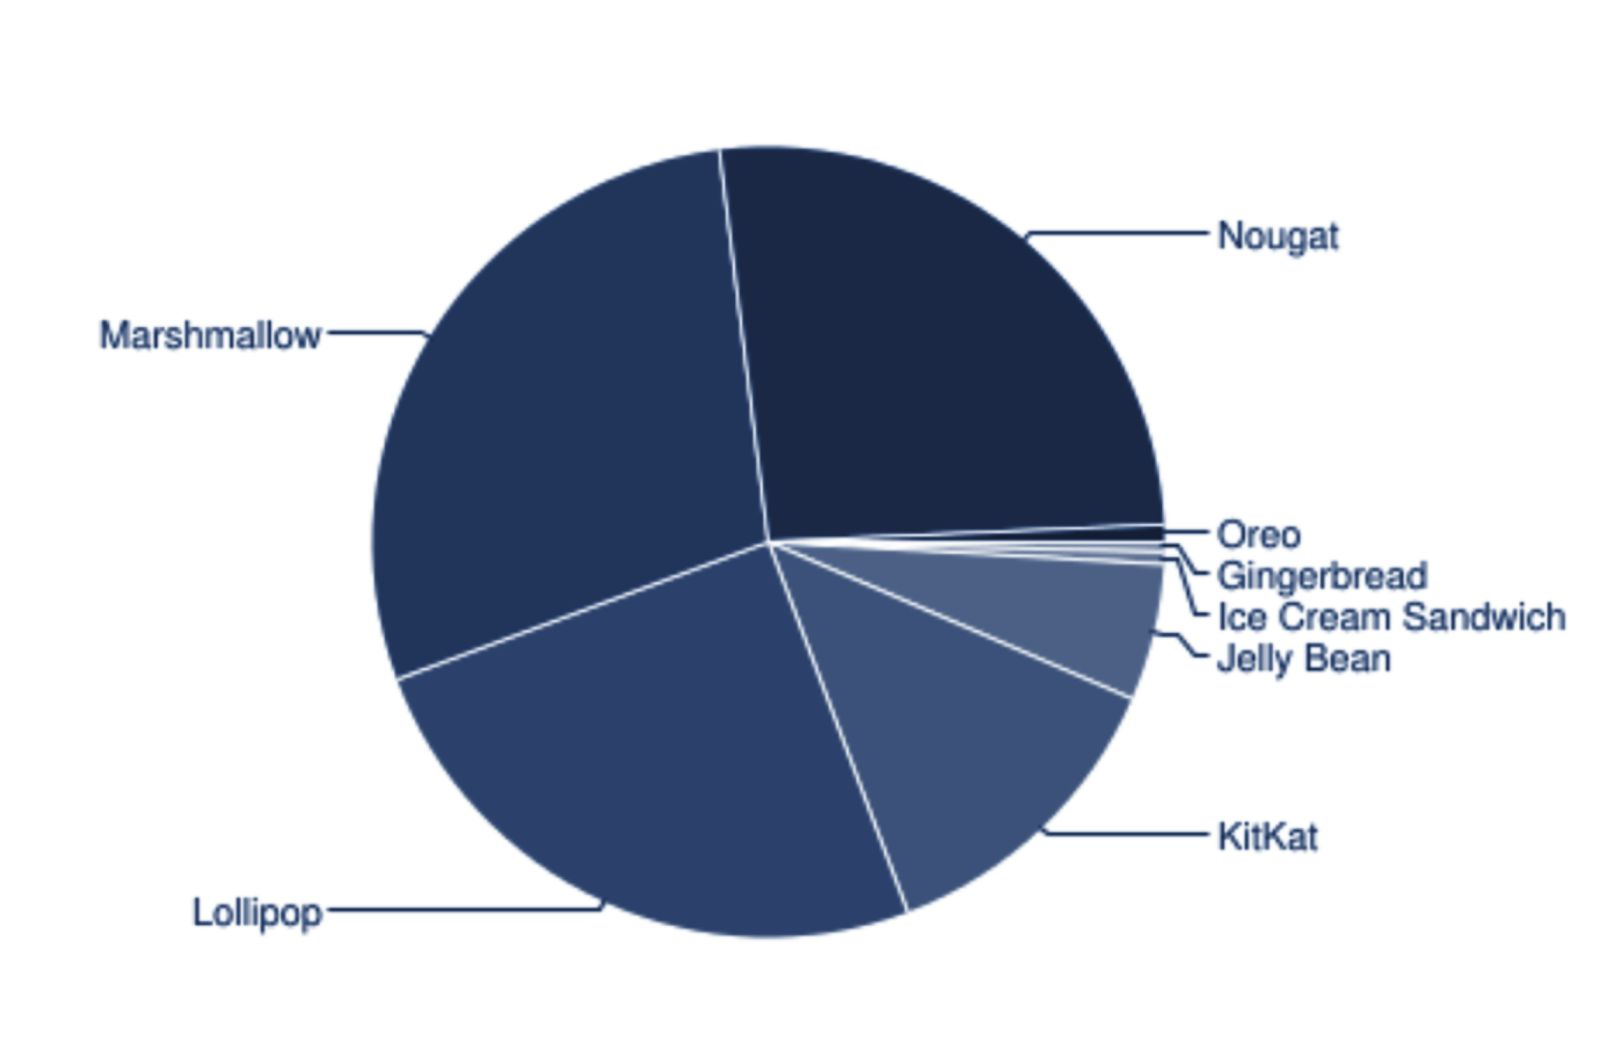 Nougat
Marshmallow
Oreo
Gingerbread
Ice Cream Sandwich
Jelly Bean
KitKat
Lollipop